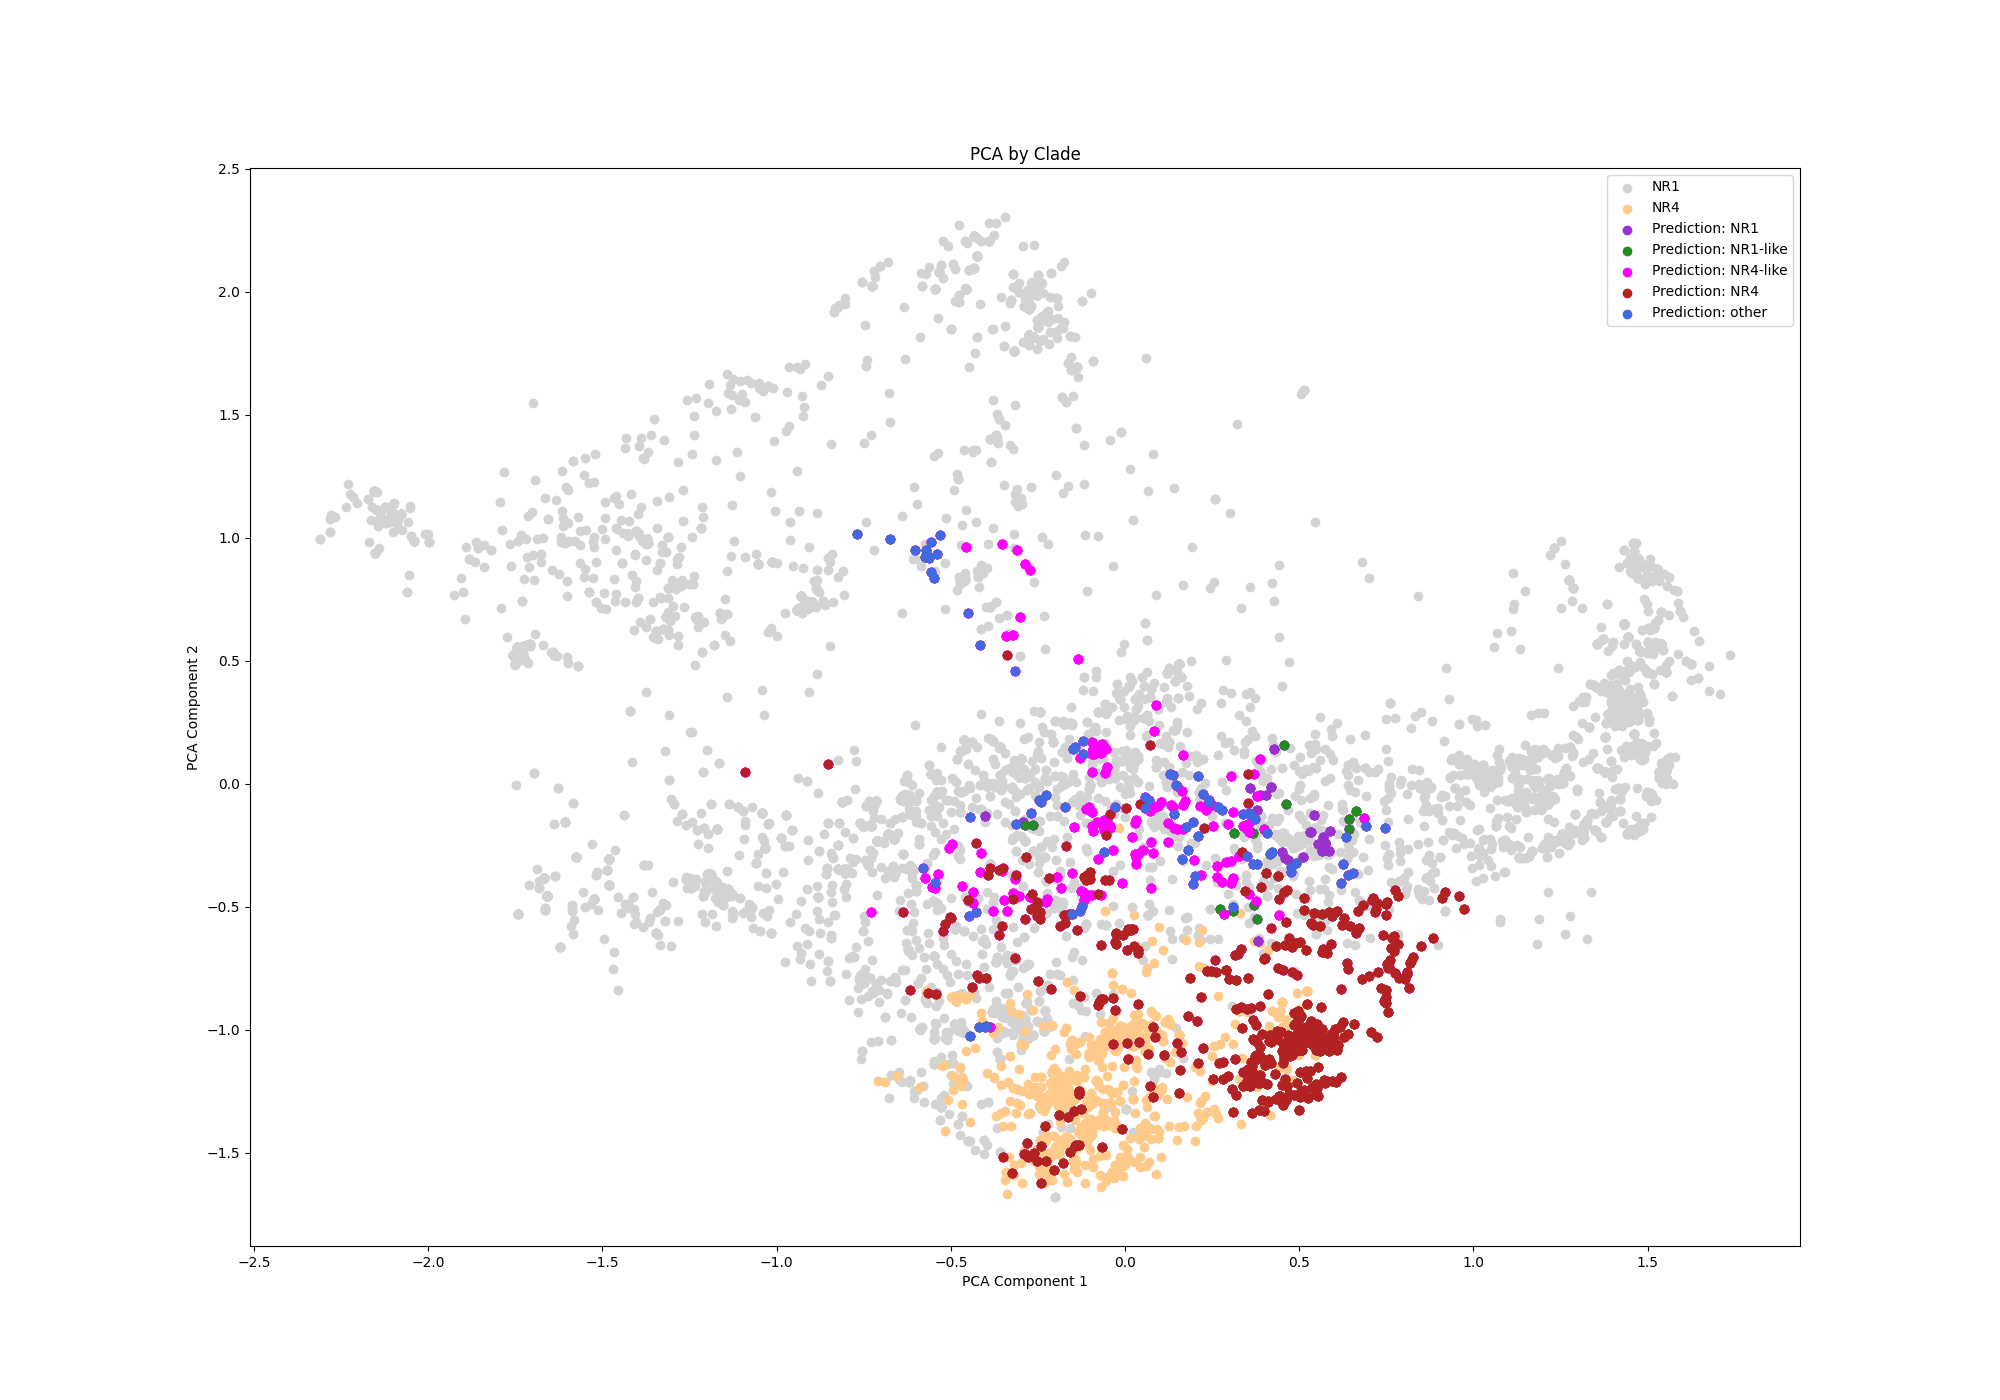 PCA by Clade
2.5
2.0
1.5
1.0
0.5
0.0
−0.5
−1.0
−1.5
PCA Component 2
NR1
NR4
Prediction: NR1
Prediction: NR1-like
Prediction: NR4-like
Prediction: NR4
Prediction: other
−2.5 −2.0 −1.5 −1.0 −0.5 0.0 0.5 1.0 1.5
PCA Component 1